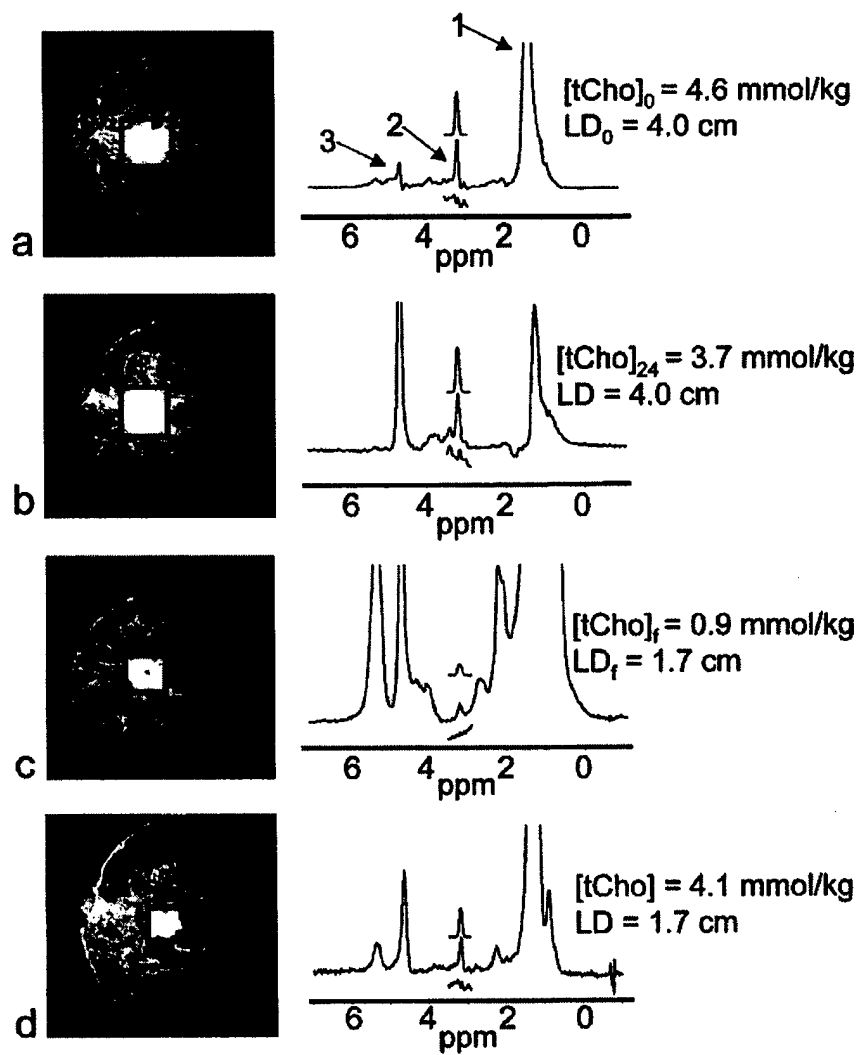 1
2
3
[tCho]0 = 4.6 mmol/kg
LD0 = 4.0 cm
6 4 2 0
ppm
a
[tCho]24 = 3.7 mmol/kg
LD = 4.0 cm
6 4 2 0
ppm
b
[tCho]f = 0.9 mmol/kg
LDf = 1.7 cm
6 4 2 0
ppm
c
[tCho] = 4.1 mmol/kg
LD = 1.7 cm
6 4 2 0
ppm
d